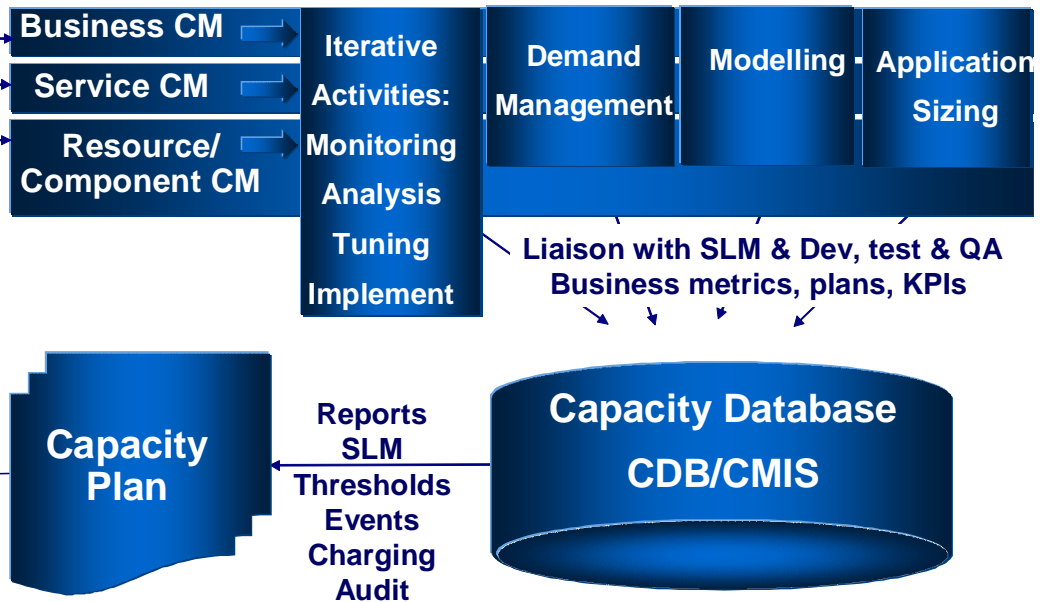 Business CM
Service CM
Resource/
Component CM
Iterative
Activities:
Monitoring
Analysis
Tuning
Implement
Demand
Management
Modelling
Application
Sizing
Liaison with SLM & Dev, test & QA
Business metrics, plans, KPIs
Capacity
Plan
Reports
SLM
Thresholds
Events
Charging
Audit
Capacity Database
CDB/CMIS